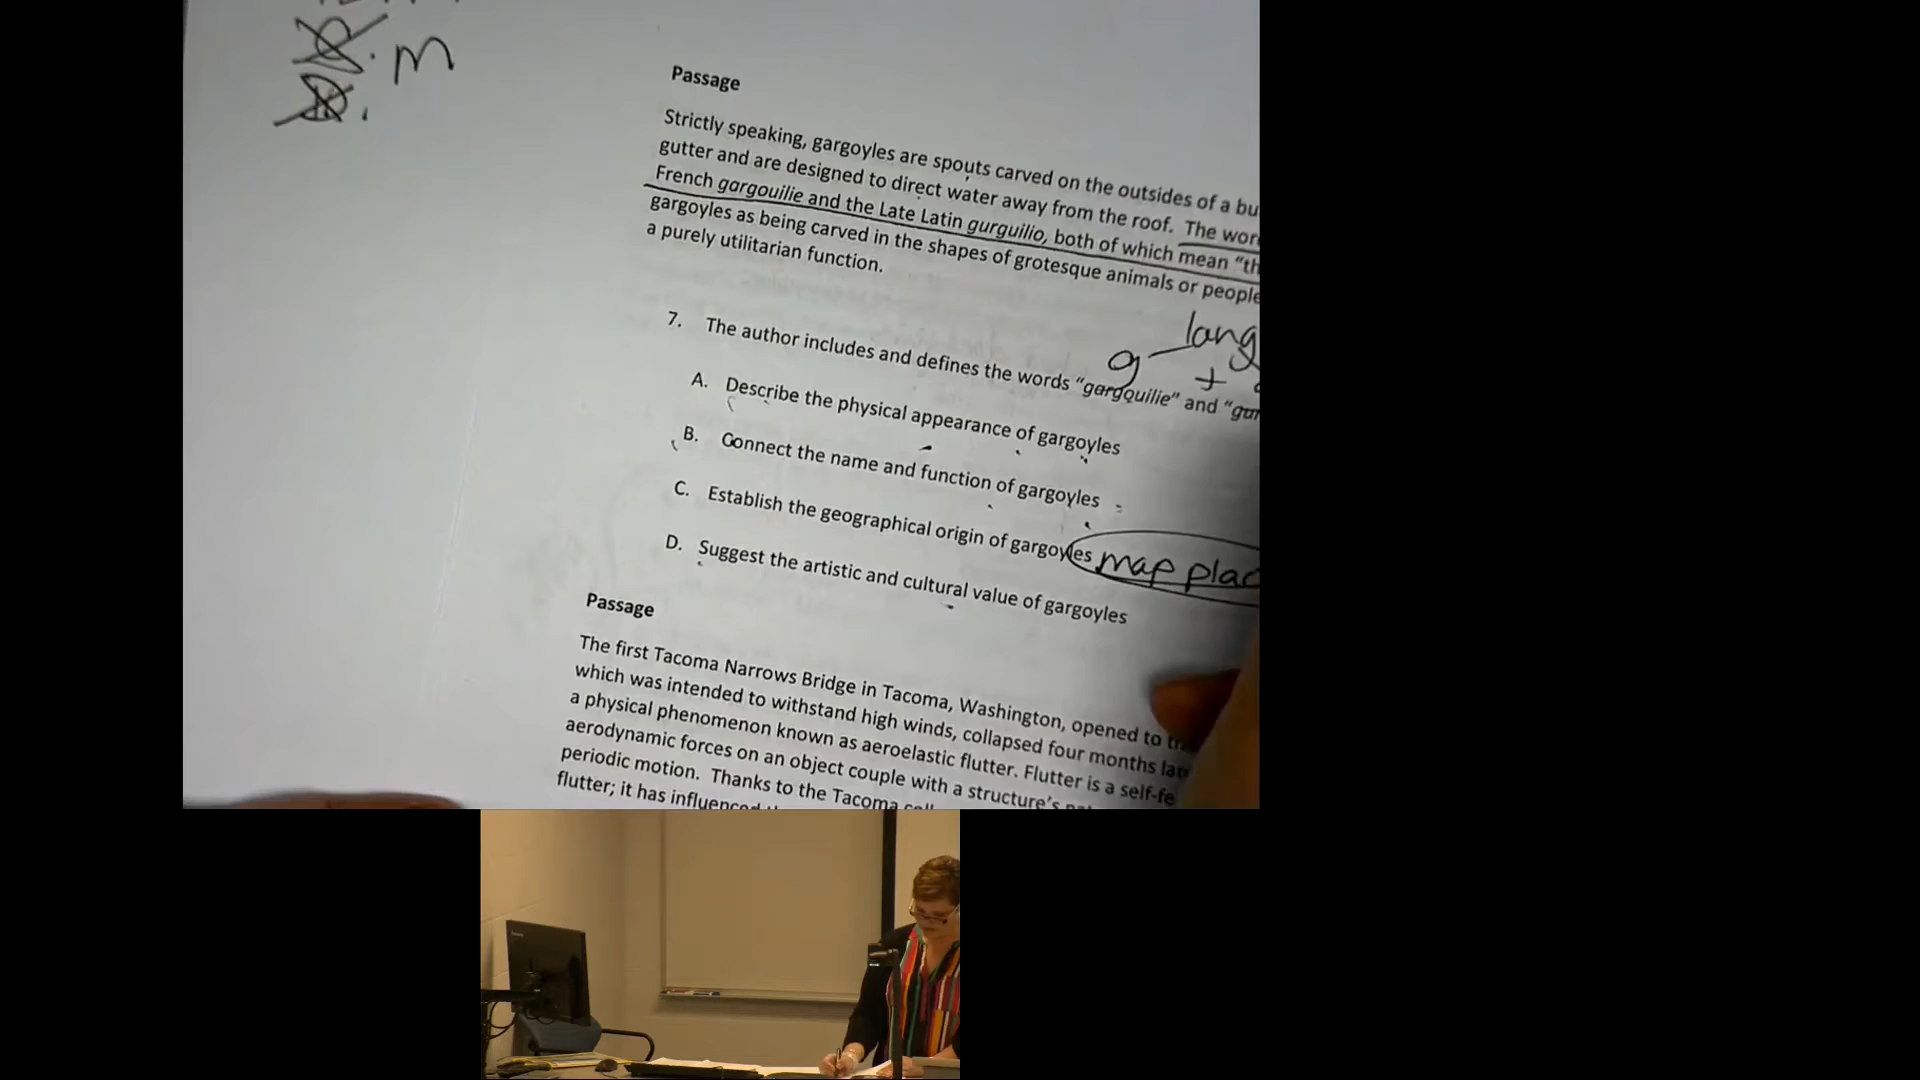 m
Passage
Strictly speaking, gargoyles are spouts carved on the outsides of a bu
gutter and are designed to direct water away from the roof. The wor
French gargouilie and the Late Latin gurguilio, both of which mean "th
gargoyles as being carved in the shapes of grotesque animals or people
a purely utilitarian function.
lang
g
+
7. The author includes and defines the words "gargouilie" and "gur
A. Describe the physical appearance of gargoyles
B. Connect the name and function of gargoyles
C. Establish the geographical origin of gargoyles map plac
D. Suggest the artistic and cultural value of gargoyles
Passage
The first Tacoma Narrows Bridge in Tacoma, Washington, opened to
which was intended to withstand high winds, collapsed four months
a physical phenomenon known as aeroelastic flutter. Flutter is a self-fe
aerodynamic forces on an object couple with a structure's
periodic motion. Thanks to the Tacoma
flutter; it has influenced